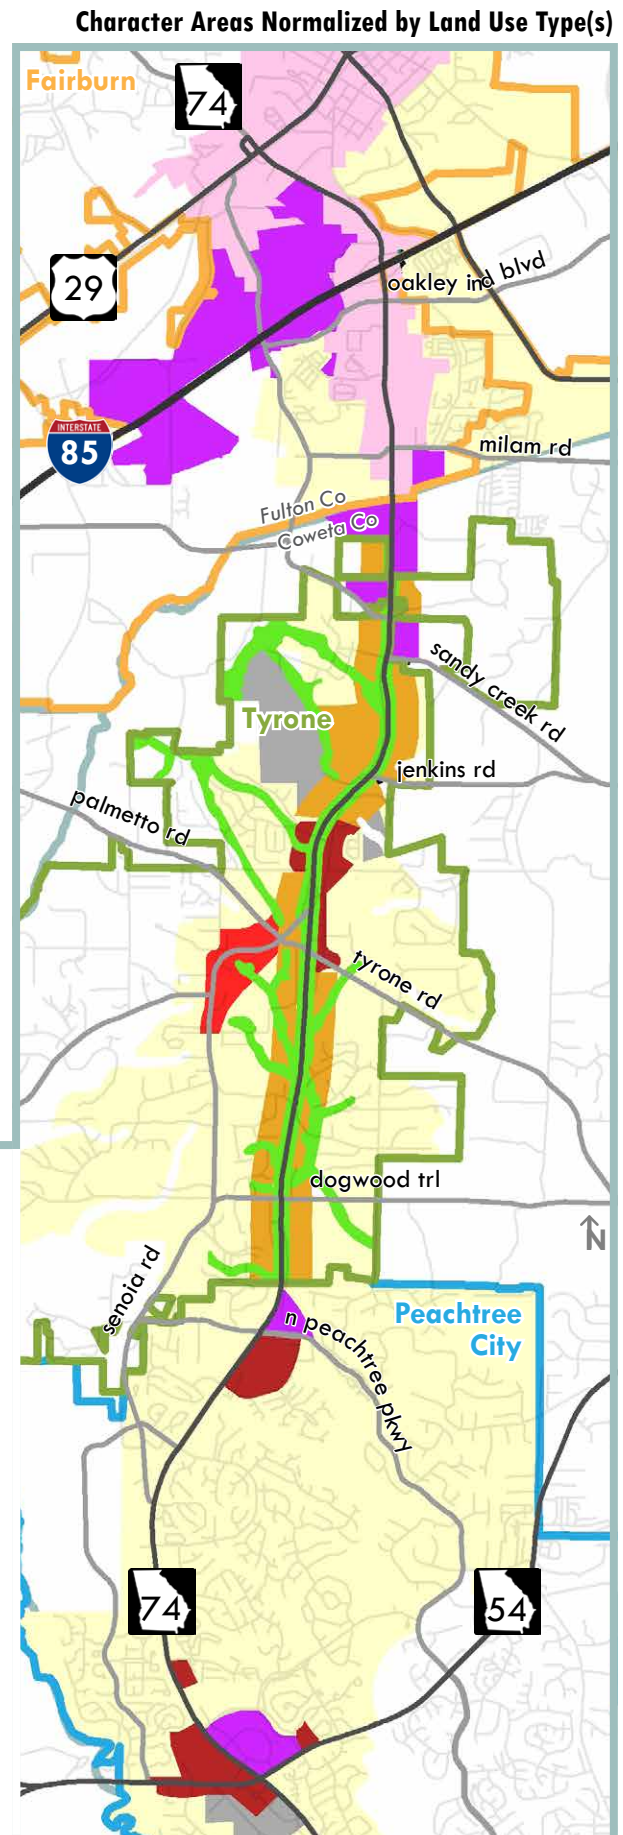 Character Areas Normalized by Land Use Type(s)
Fairburn
74
29
oakley ind blvd
INTERSTATE
85
milam rd
Fulton Co
Coweta Co
sandy creek rd
Tyrone
jenkins rd
palmetto rd
tyrone rd
dogwood trl
N
senoia rd
n peachtree pkwy
Peachtree
City
74
54